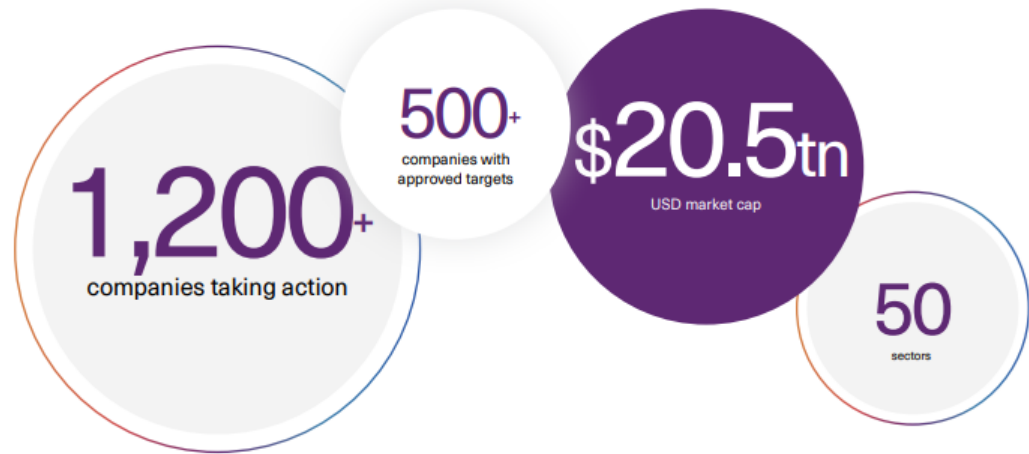 1,200+
companies taking action
500+
companies with
approved targets
$20.5tn
USD market cap
50
sectors